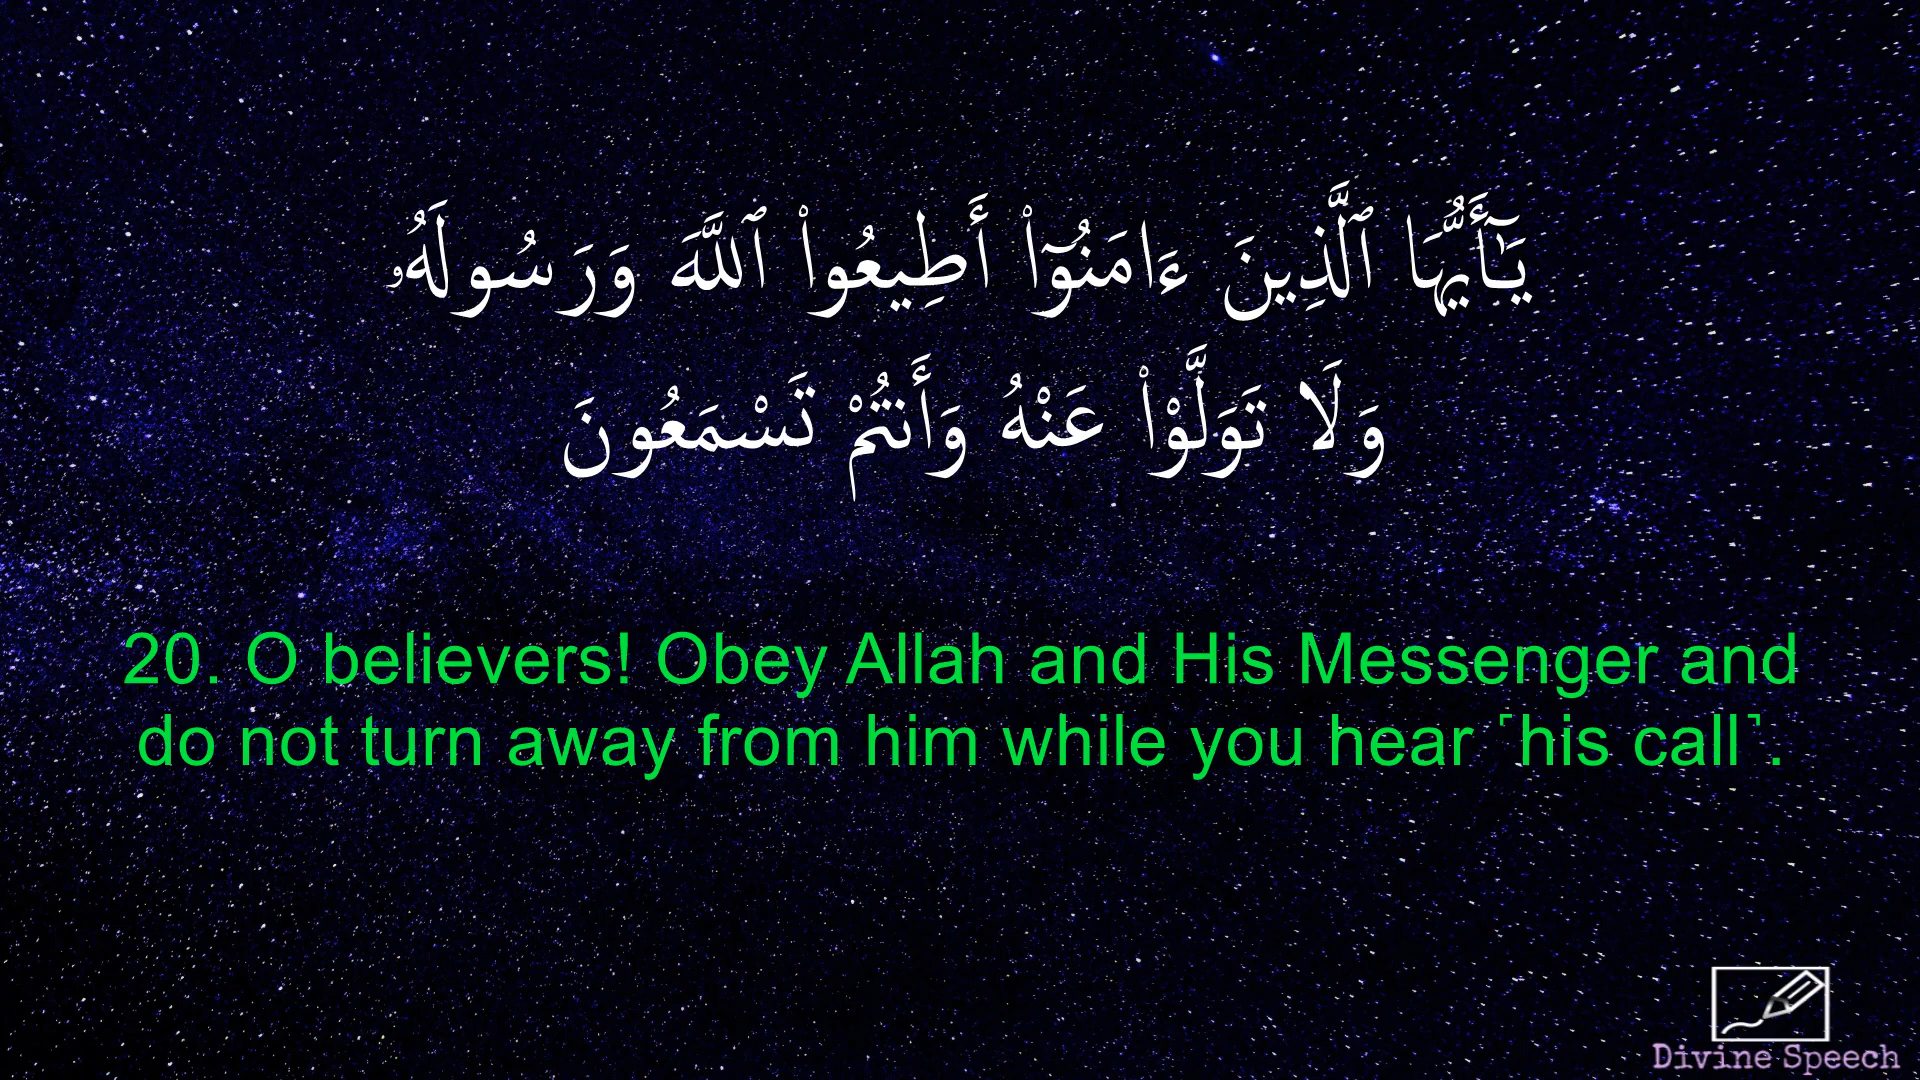 يَـٰٓأَيُّهَا ٱلَّذِينَ ءَامَنُوٓا۟ أَطِيعُوا۟ ٱللَّهَ وَرَسُولَهُۥ
وَلَا تَوَلَّوْا۟ عَنْهُ وَأَنتُمْ تَسْمَعُونَ
20. O believers! Obey Allah and His Messenger and
do not turn away from him while you hear ˹his call˺.
Divine Speech